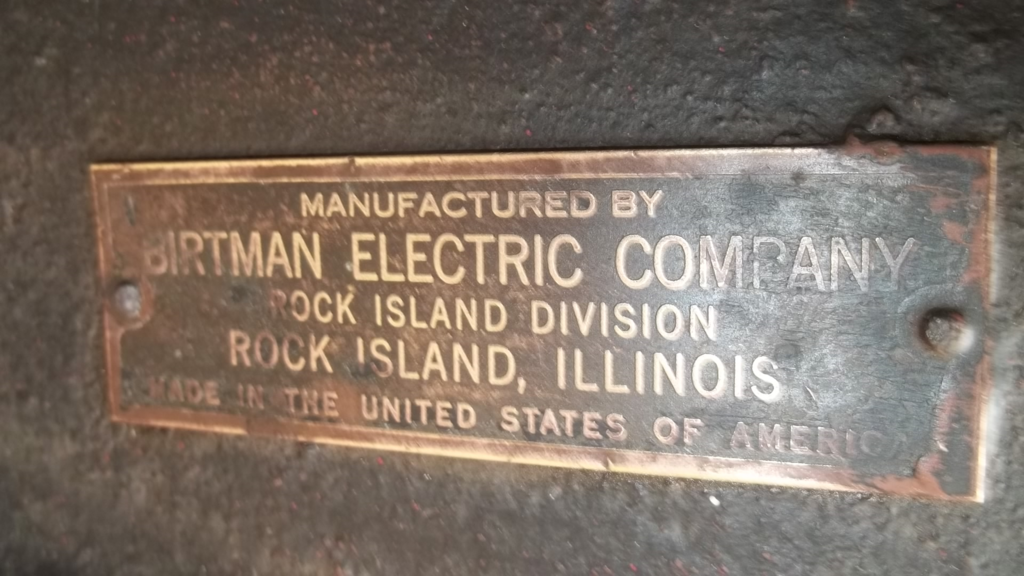 MANUFACTURED BY
BIRTMAN ELECTRIC COMPANY
ROCK ISLAND DIVISION
ROCK ISLAND, ILLINOIS
MADE IN THE UNITED STATES OF AMERICA